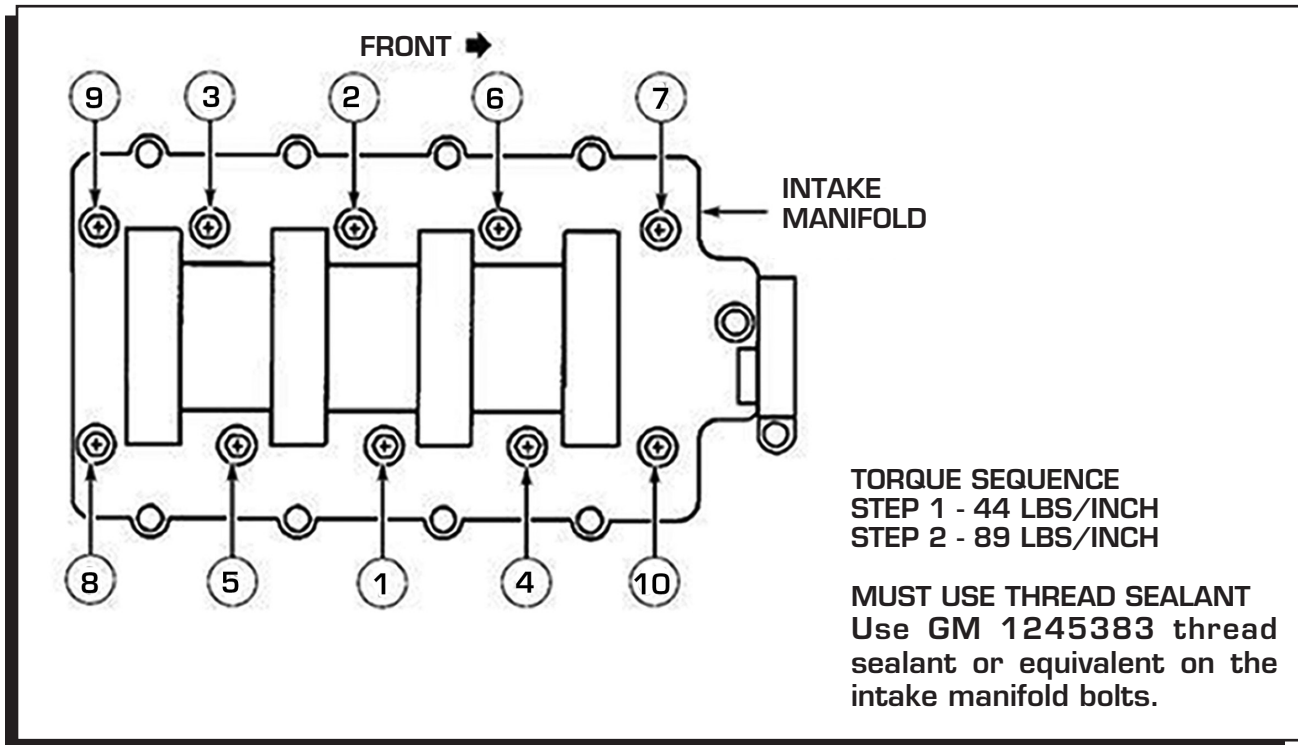 FRONT
9 3 2 6 7
INTAKE
MANIFOLD
8 5 1 4 10
TORQUE SEQUENCE
STEP 1 - 44 LBS/INCH
STEP 2 - 89 LBS/INCH
MUST USE THREAD SEALANT
Use GM 1245383 thread
sealant or equivalent on the
intake manifold bolts.